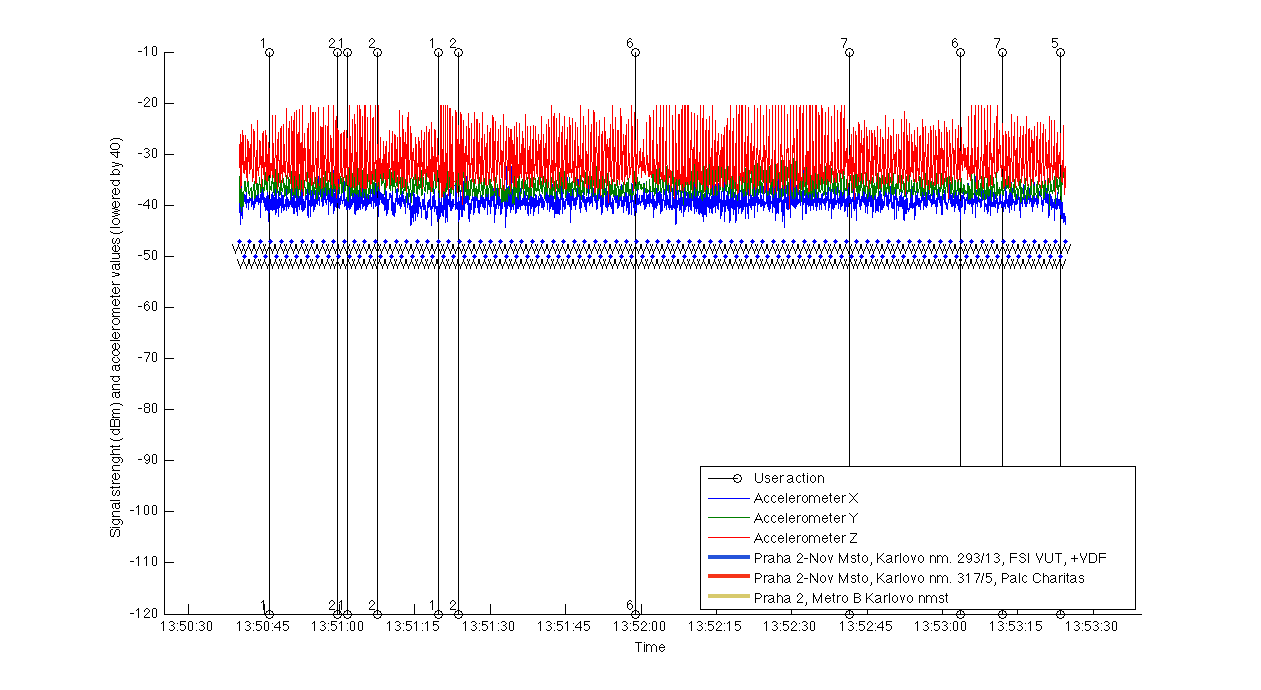 1 2 1 2 1 2 6 7 6 7 5
-10
-20
-30
-40
-50
-60
-70
-80
-90
-100
-110
-120
Signal strenght (dBm) and accelerometer values (lowered by 40)
User action
Accelerometer X
Accelerometer Y
Accelerometer Z
Praha 2-Nov Msto, Karlovo nm. 293/13, FSI VUT, +VDF
Praha 2-Nov Msto, Karlovo nm. 317/5, Palc Charitas
Praha 2, Metro B Karlovo nmst
1 2 1 2 1 2 6
13:50:30 13:50:45 13:51:00 13:51:15 13:51:30 13:51:45 13:52:00 13:52:15 13:52:30 13:52:45 13:53:00 13:53:15 13:53:30
Time